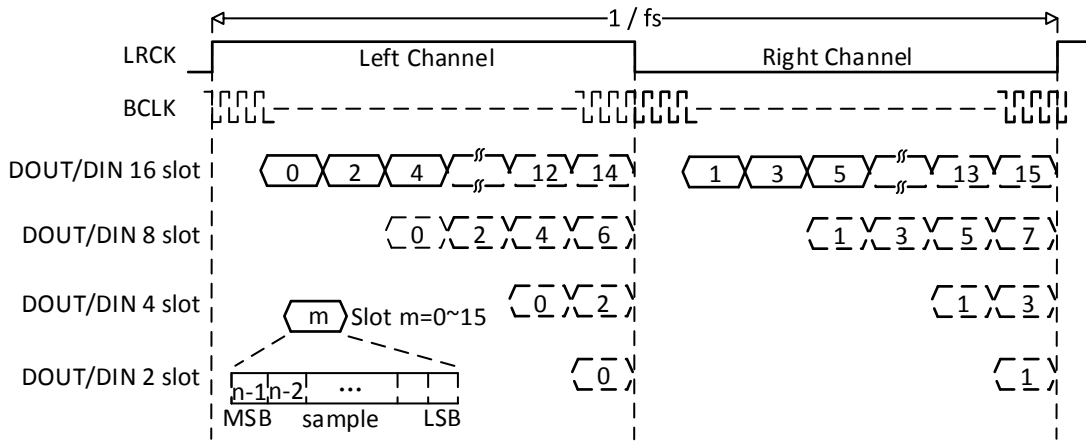 1 / fs
LRCK Left Channel Right Channel
BCLK
DOUT/DIN 16 slot 0 2 4 12 14 1 3 5 13 15
DOUT/DIN 8 slot 0 2 4 6 1 3 5 7
DOUT/DIN 4 slot 0 2 1 3
m Slot m=0~15
DOUT/DIN 2 slot 0 1
n-1 n-2 ...
MSB sample LSB